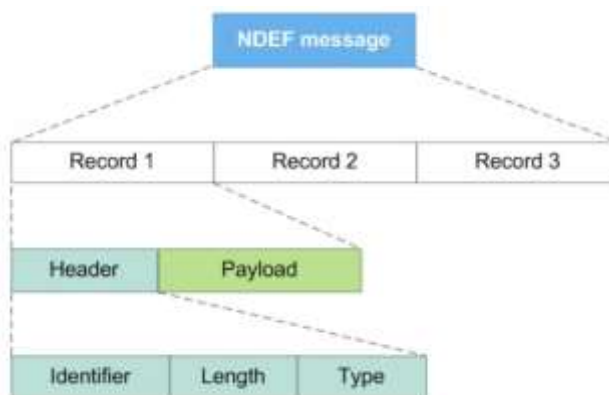 NDEF message
Record 1 Record 2 Record 3
Header Payload
Identifier Length Type